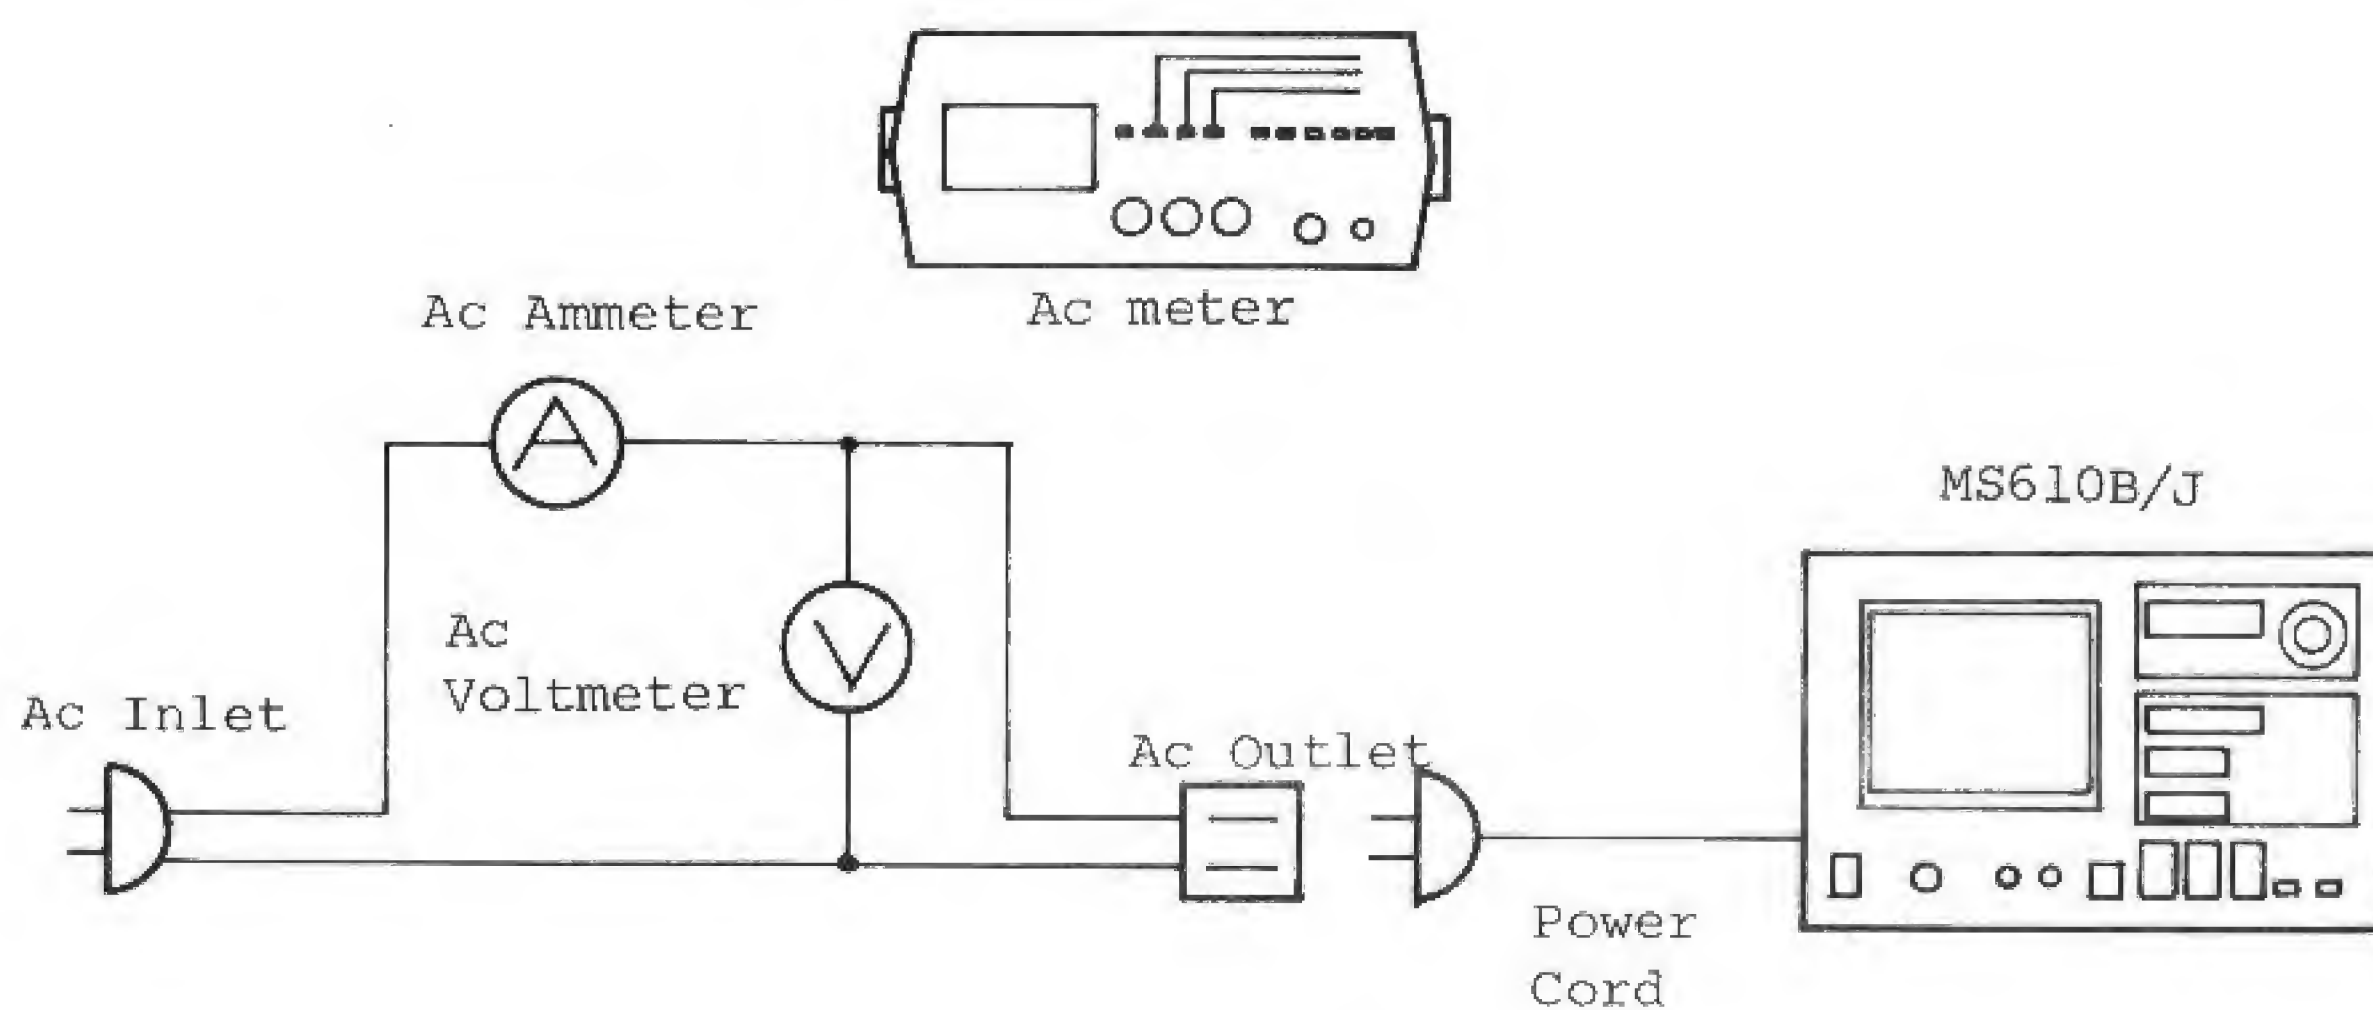 Ac meter
Ac Ammeter
A
MS610B/J
Ac
Voltmeter
V
Ac Inlet
Ac Outlet
Power
Cord